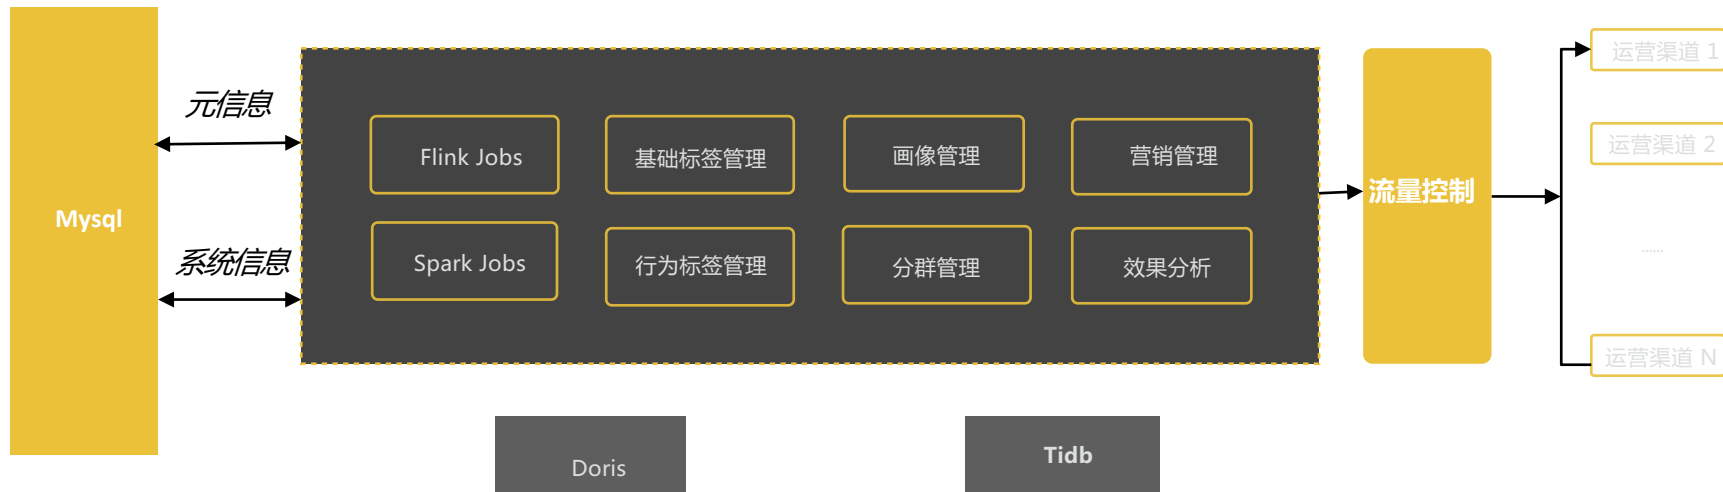 Mysql
元信息
系统信息
Flink Jobs
基础标签管理
画像管理
营销管理
Spark Jobs
行为标签管理
分群管理
效果分析
流量控制
运营渠道 1
运营渠道 2
......
运营渠道 N
Doris
Tidb